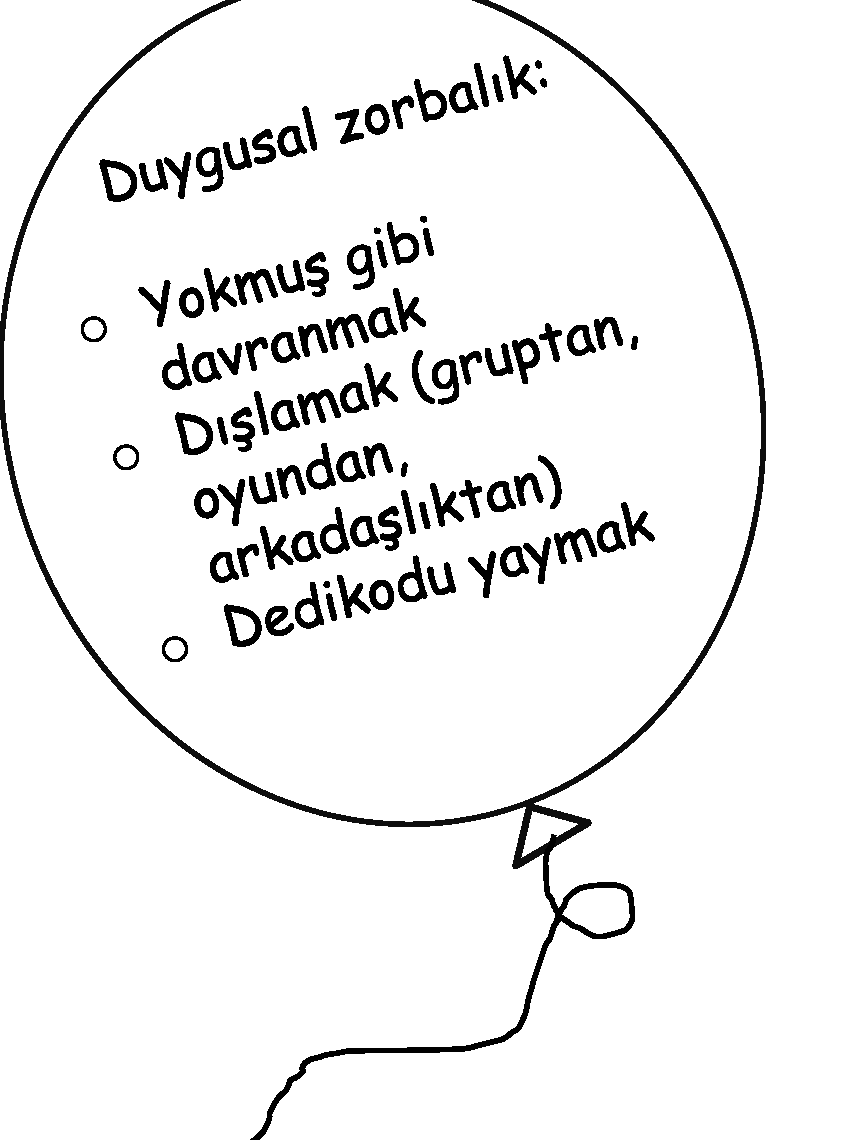 Duygusal zorbalık:
○ Yokmuş gibi
davranmak
○ Dışlamak (gruptan,
oyundan,
arkadaşlıktan)
○ Dedikodu yaymak